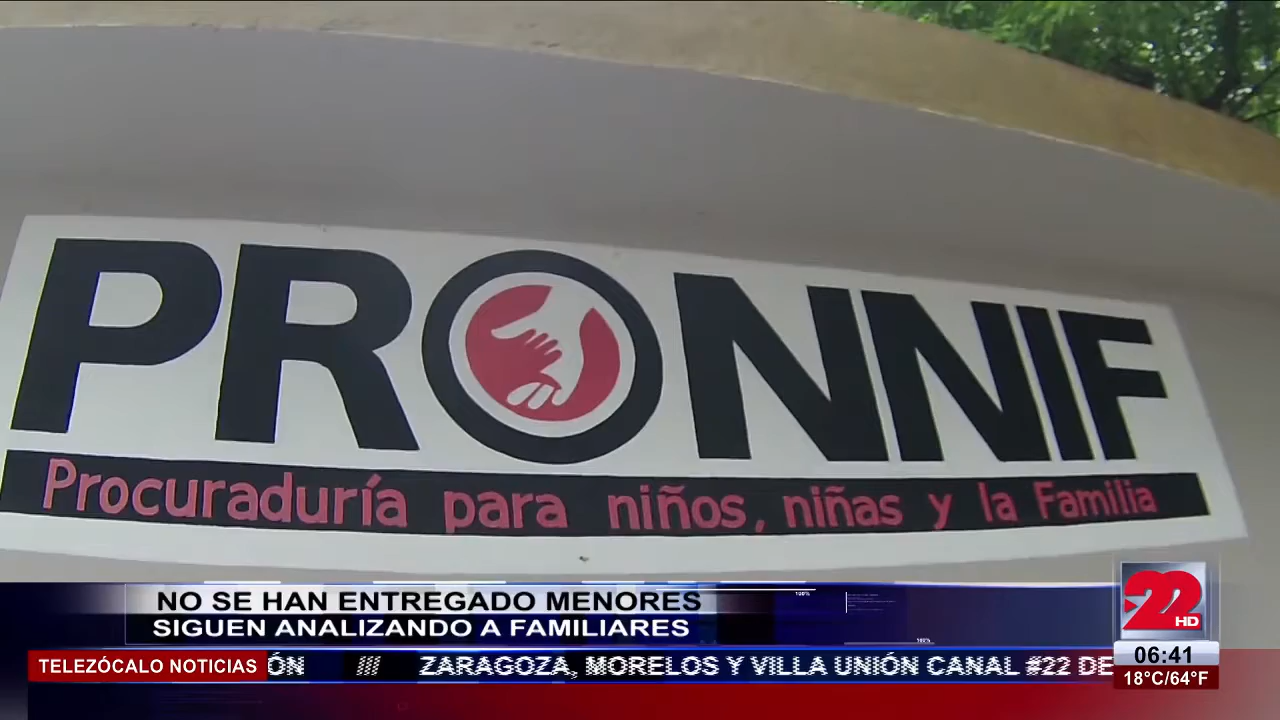 PRONNIF
Procuraduría para niños, niñas y la Familia
NO SE HAN ENTREGADO MENORES
SIGUEN ANALIZANDO A FAMILIARES
22
HD
TELEZÓCALO NOTICIAS
ÓN /// ZARAGOZA, MORELOS Y VILLA UNIÓN CANAL #22 DE
06:41
18°C/64°F